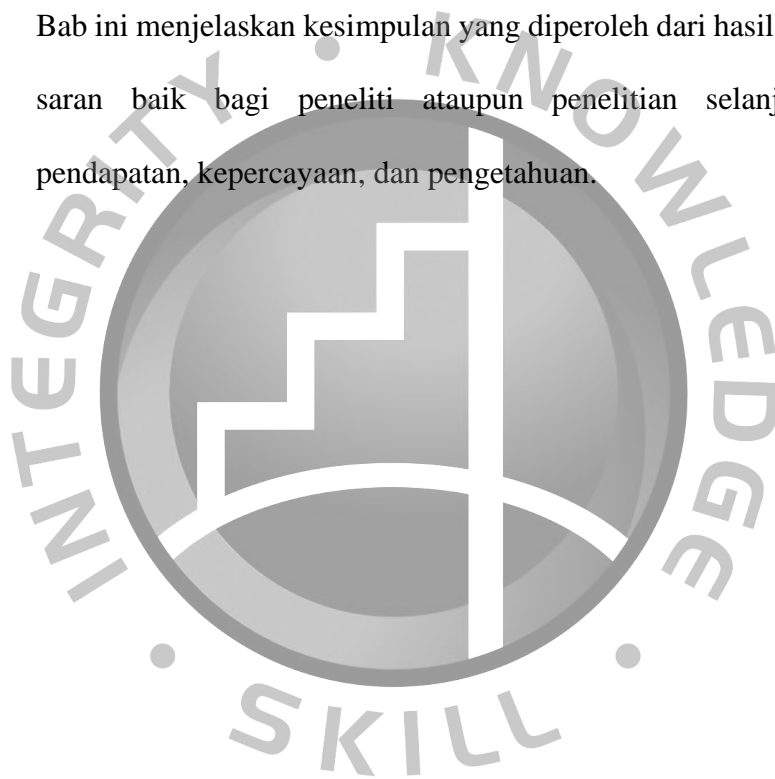 Bab ini menjelaskan kesimpulan yang diperoleh dari hasil
saran baik bagi peneliti ataupun penelitian
pendapatan, kepercayaan, dan pengetahuan.
INTEGRITY • KNOWLEDGE • SKILL •